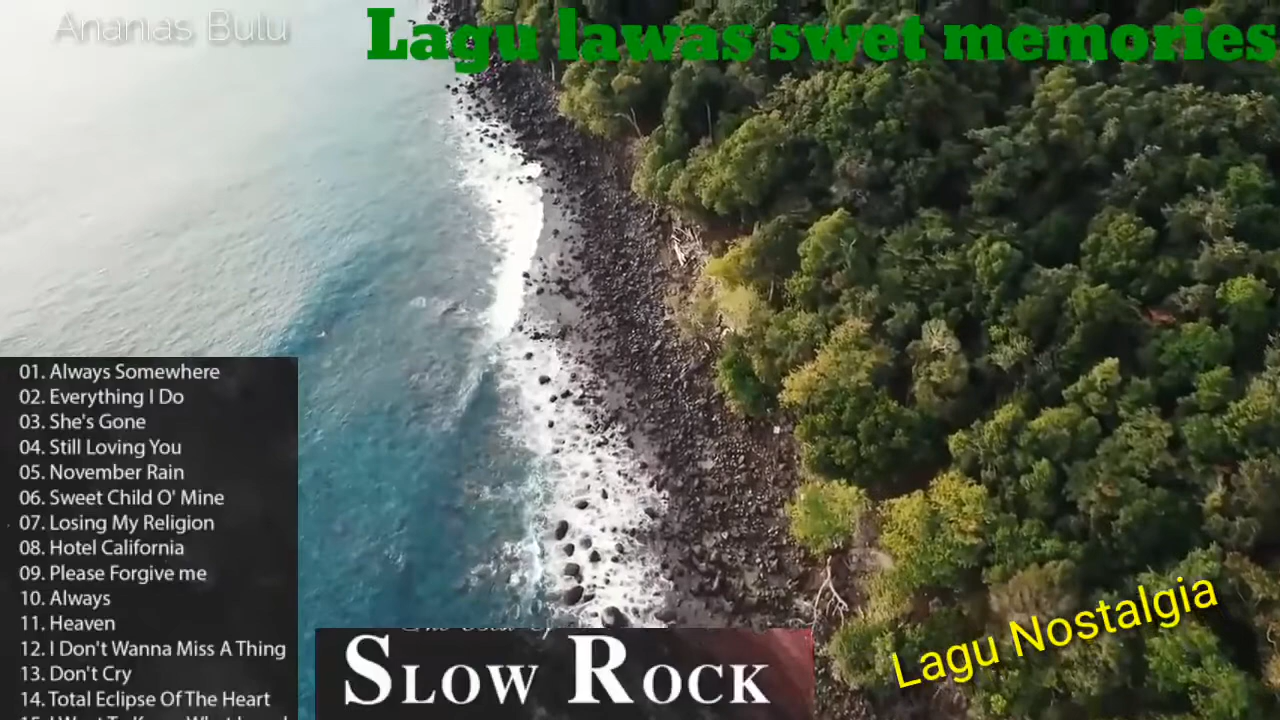 Ananias Bulu
Lagu lawas swet memories
01. Always Somewhere
02. Everything I Do
03. She's Gone
04. Still Loving You
05. November Rain
06. Sweet Child O' Mine
07. Losing My Religion
08. Hotel California
09. Please Forgive me
10. Always
11. Heaven
12. I Don't Wanna Miss A Thing
13. Don't Cry
14. Total Eclipse Of The Heart
SLOW ROCK
Lagu Nostalgia